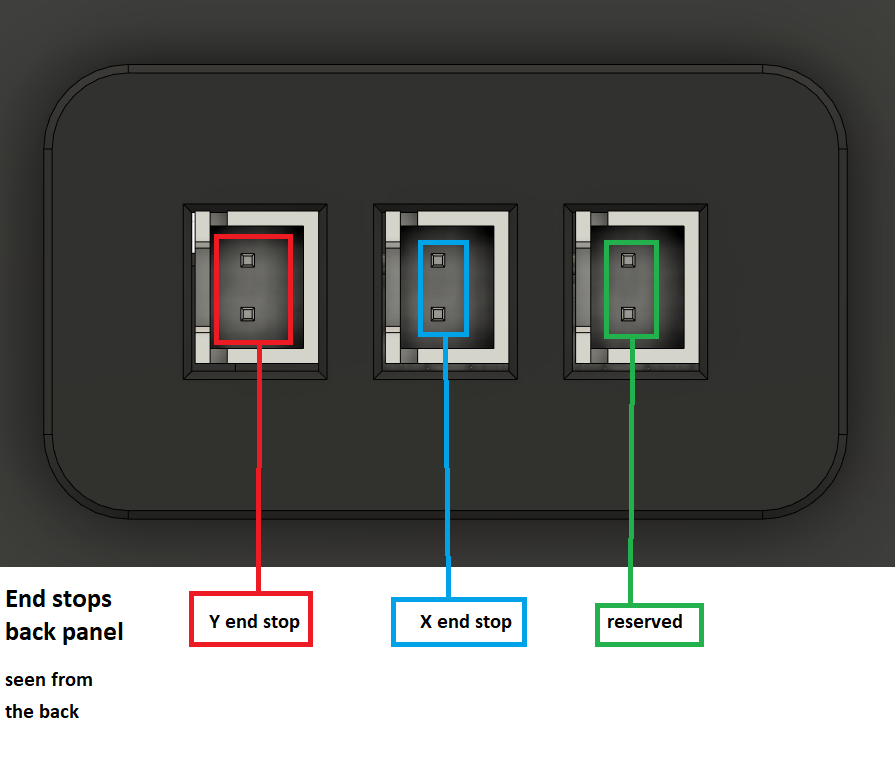 End stops
back panel
seen from
the back
Y end stop
X end stop
reserved